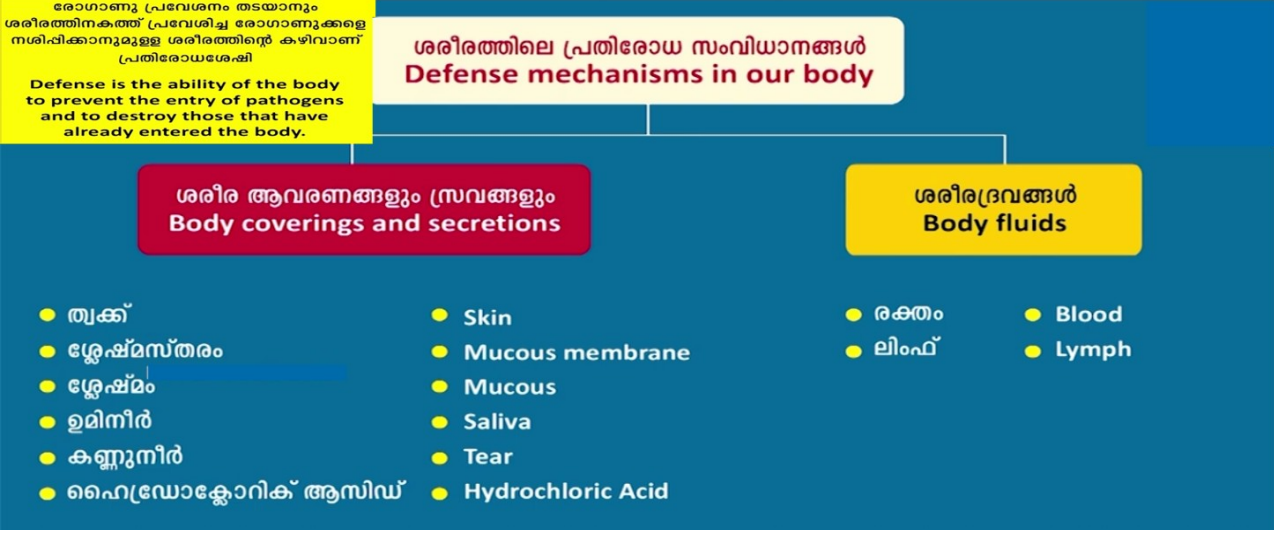 രോഗാണു പ്രവേശനം തടയാനും
ശരീരത്തിനകത്ത് പ്രവേശിച്ച രോഗാണുക്കളെ
നശിപ്പിക്കാനുമുളള ശരീരത്തിന്റെ കഴിവാണ്
പ്രതിരോധശേഷി
Defense is the ability of the body
to prevent the entry of pathogens
and to destroy those that have
already entered the body.
ശരീരത്തിലെ പ്രതിരോധ സംവിധാനങ്ങൾ
Defense mechanisms in our body
ശരീര ആവരണങ്ങളും സ്രവങ്ങളും
Body coverings and secretions
ത്വക്ക്
ശ്ലേഷ്മസ്തരം
ശ്ലേഷ്മം
ഉമിനീർ
കണ്ണുനീർ
ഹൈഡ്രോക്ലോറിക് ആസിഡ്
Skin
Mucous membrane
Mucous
Saliva
Tear
Hydrochloric Acid
ശരീരദ്രവങ്ങൾ
Body fluids
രക്തം
ലിംഫ്
Blood
Lymph